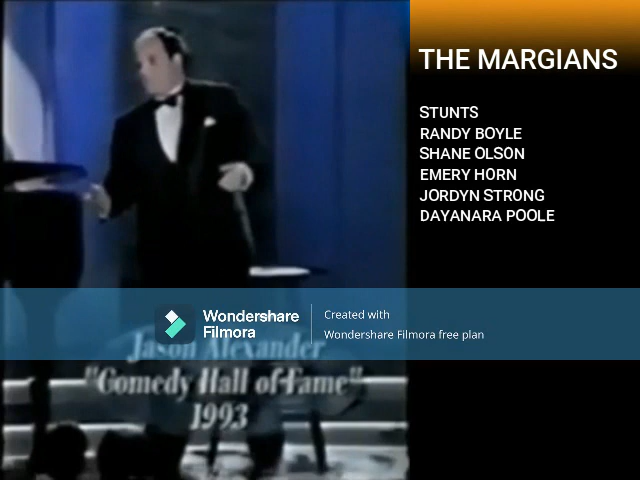 THE MARGIANS
STUNTS
RANDY BOYLE
SHANE OLSON
EMERY HORN
JORDYN STRONG
DAYANARA POOLE
Wondershare
Filmora
Created with
Wondershare Filmora free plan
Jason Alexander
"Comedy Hall of Fame"
1993